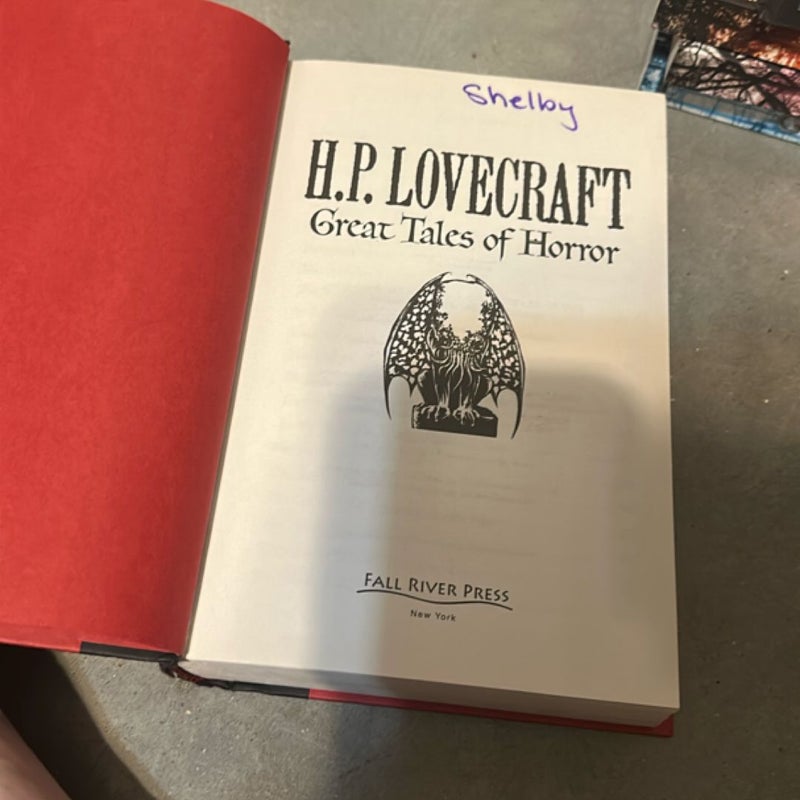 Shelby
H.P. LOVECRAFT
Great Tales of Horror
FALL RIVER PRESS
New York